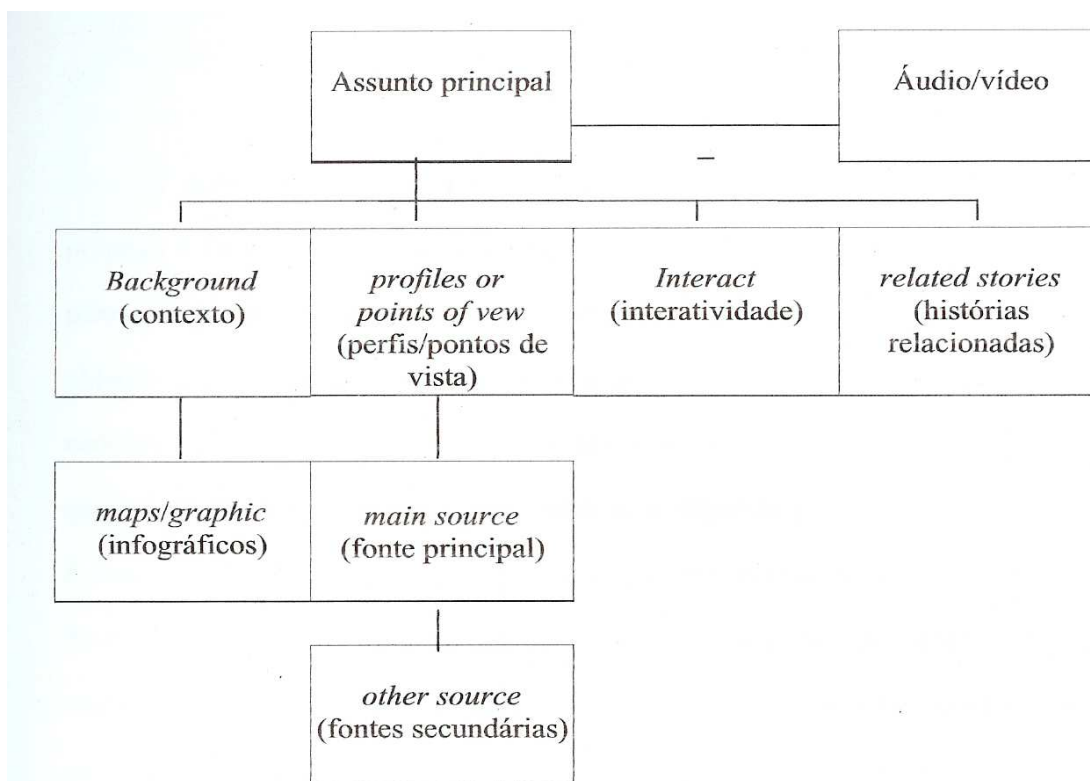 Assunto principal
Áudio/vídeo
Background
(contexto)
profiles or
points of vew
(perfis/pontos de
vista)
Interact
(interatividade)
related stories
(histórias
relacionadas)
maps/graphic
(infográficos)
main source
(fonte principal)
other source
(fontes secundárias)